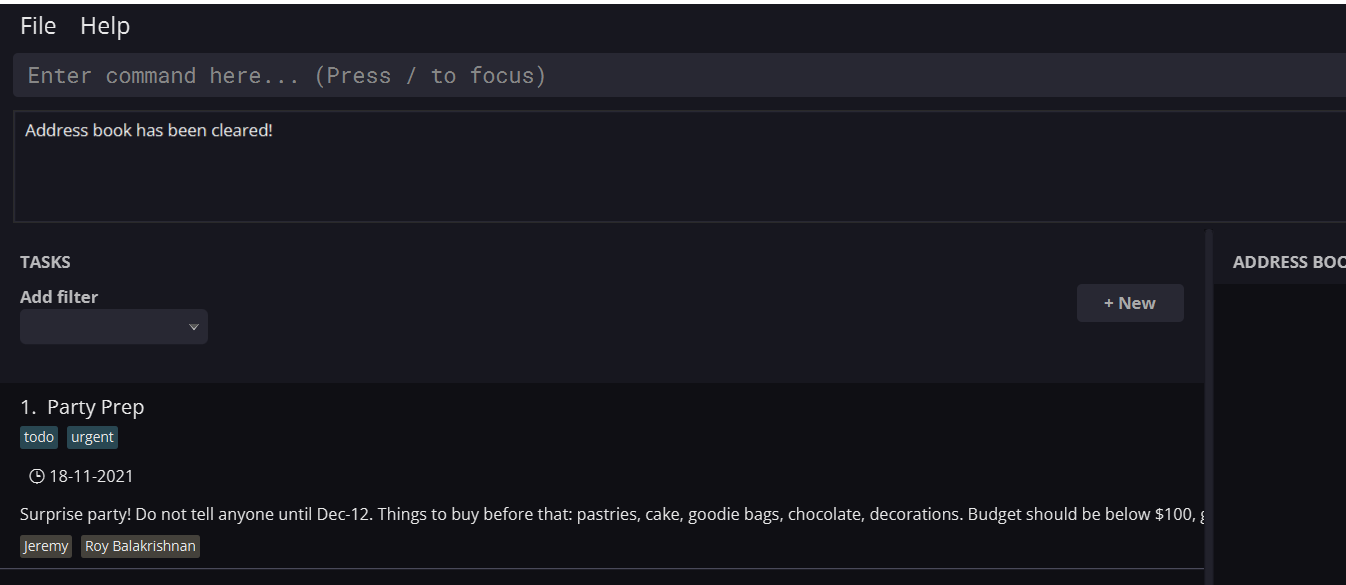 File Help
Enter command here... (Press / to focus)
Address book has been cleared!
TASKS
ADDRESS BOO
Add filter
+ New
1. Party Prep
todo urgent
18-11-2021
Surprise party! Do not tell anyone until Dec-12. Things to buy before that: pastries, cake, goodie bags, chocolate, decorations. Budget should be below $100,
Jeremy Roy Balakrishnan